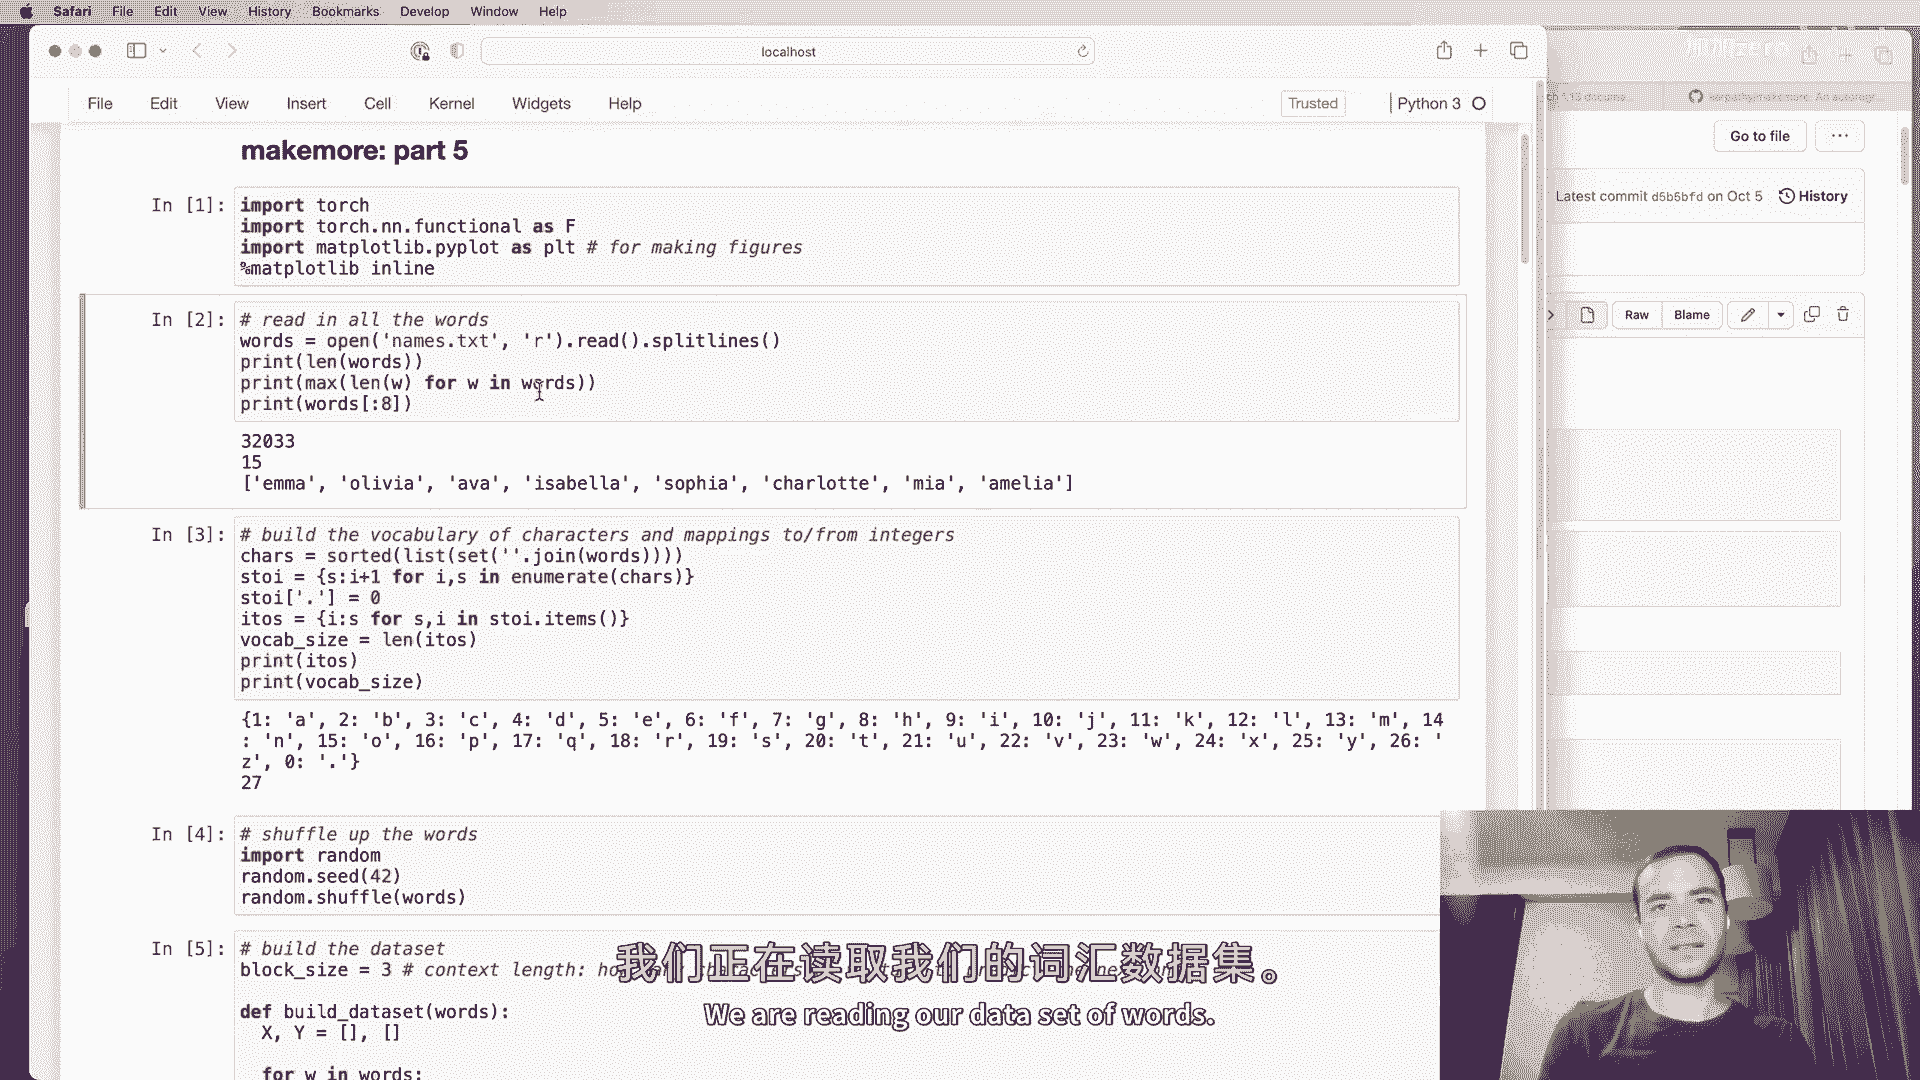 Safari File Edit View History Bookmarks Develop Window Help
localhost
File Edit View Insert Cell Kernel Widgets Help
Trusted
Python 3
makemore: part 5
In [1]:
import torch
import torch.nn.functional as F
import matplotlib.pyplot as plt # for making figures
%matplotlib inline
In [2]:
# read in all the words
words = open('names.txt', 'r').read().splitlines()
print(len(words))
print(max(len(w) for w in words))
print(words[:8])
32033
15
['emma', 'olivia', 'ava', 'isabella', 'sophia', 'charlotte', 'mia', 'amelia']
In [3]:
# build the vocabulary of characters and mappings to/from integers
chars = sorted(list(set(''.join(words))))
stoi = {s:i+1 for i,s in enumerate(chars)}
stoi['.'] = 0
itos = {i:s for s,i in stoi.items()}
vocab_size = len(itos)
print(itos)
print(vocab_size)
{1: 'a', 2: 'b', 3: 'c', 4: 'd', 5: 'e', 6: 'f', 7: 'g', 8: 'h', 9: 'i', 10: 'j', 11: 'k', 12: 'l', 13: 'm', 14
: 'n', 15: 'o', 16: 'p', 17: 'q', 18: 'r', 19: 's', 20: 't', 21: 'u', 22: 'v', 23: 'w', 24: 'x', 25: 'y', 26: '
z', 0: '.'}
27
In [4]:
# shuffle up the words
import random
random.seed(42)
random.shuffle(words)
In [5]:
# build the dataset
block_size = 3 # context length:
def build_dataset(words):
X, Y = [], []
for w in words:
Go to file
Latest commit d5b5bfd on Oct 5 History
Raw Blame
我们正在读取我们的词汇数据集。
We are reading our data set of words.